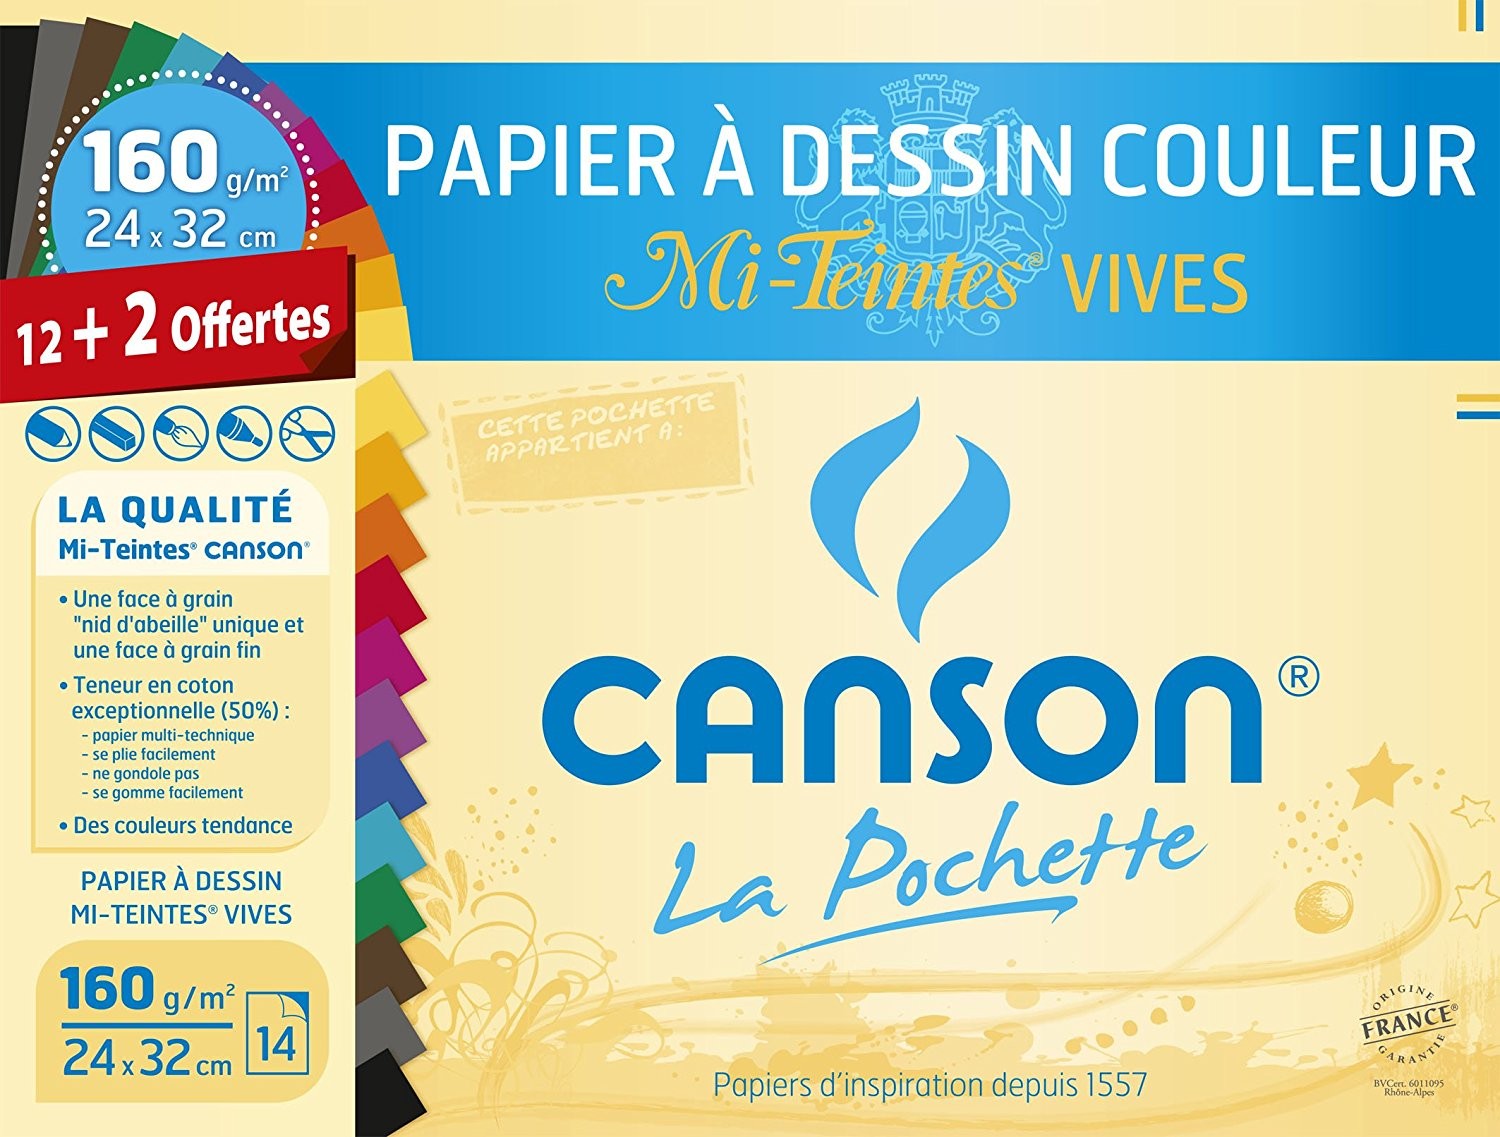 160 g/m²
24 x 32 cm
12 + 2 Offertes
PAPIER À DESSIN COULEUR
Mi-Teintes® VIVES
CETTE POCHETTE
APPARTIENT A :
LA QUALITÉ
Mi-Teintes® CANSON®
• Une face à grain
"nid d'abeille" unique et
une face à grain fin
• Teneur en coton
exceptionnelle (50%) :
- papier multi-technique
- se plie facilement
- ne gondole pas
- se gomme facilement
• Des couleurs tendance
PAPIER À DESSIN
MI-TEINTES® VIVES
160 g/m²
24 x 32 cm
14
CANSON®
La Pochette
Papiers d'inspiration depuis 1557
ORIGINE
FRANCE®
GARANTIE
BVCert. 6011095
Rhône-Alpes